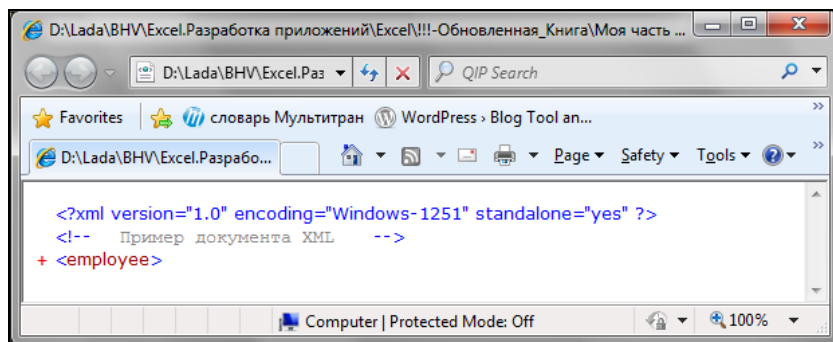 D:\Lada\BHV\Excel.Разработка приложений\Excel\!!!-Обновленная_Книга\Моя часть ...
D:\Lada\BHV\Excel.Раз QIP Search
Favorites словарь Мультитран WordPress › Blog Tool an... »
D:\Lada\BHV\Excel.Разрабо... Page Safety Tools »
<?xml version="1.0" encoding="Windows-1251" standalone="yes" ?>
<!-- Пример документа XML -->
+ <employee>
Computer | Protected Mode: Off 100%